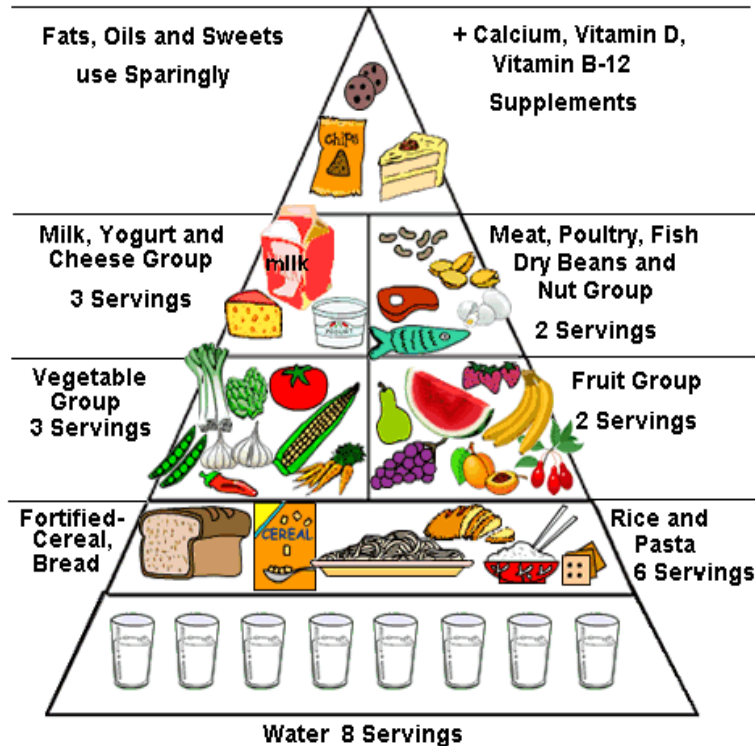 Fats, Oils and Sweets
use Sparingly
+ Calcium, Vitamin D,
Vitamin B-12
Supplements
chips
Milk, Yogurt and
Cheese Group
3 Servings
milk
YOGURT
Meat, Poultry, Fish
Dry Beans and
Nut Group
2 Servings
Vegetable
Group
3 Servings
Fruit Group
2 Servings
Fortified-
Cereal,
Bread
CEREAL
Rice and
Pasta
6 Servings
Water 8 Servings